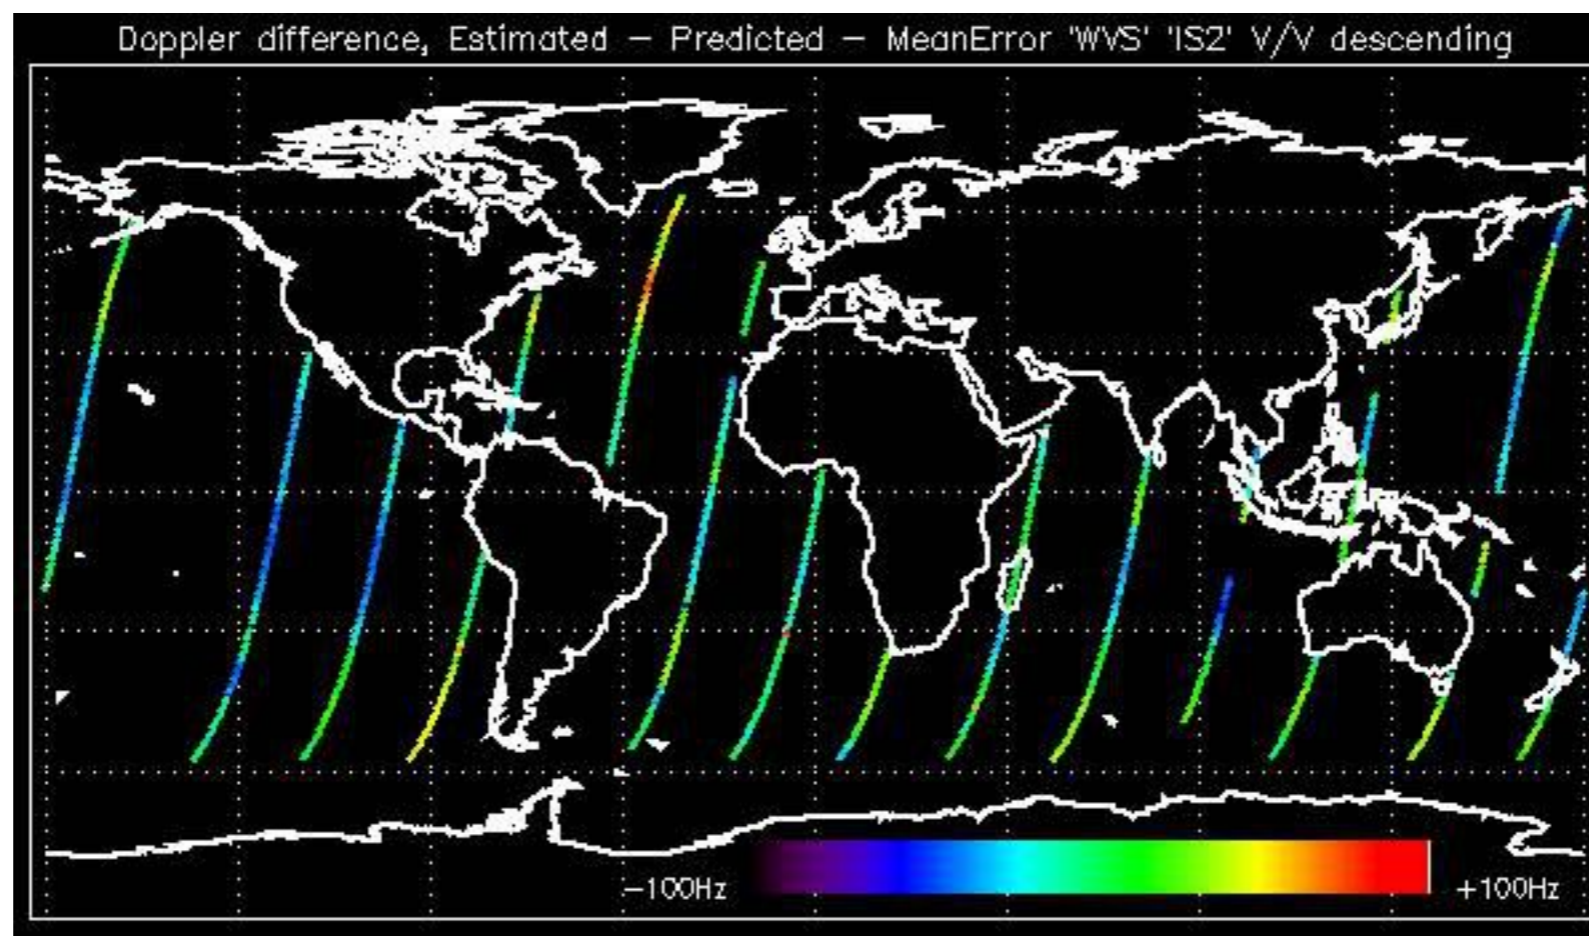 Doppler difference, Estimated – Predicted – MeanError 'WVS' 'IS2' V/V descending
–100Hz
+100Hz